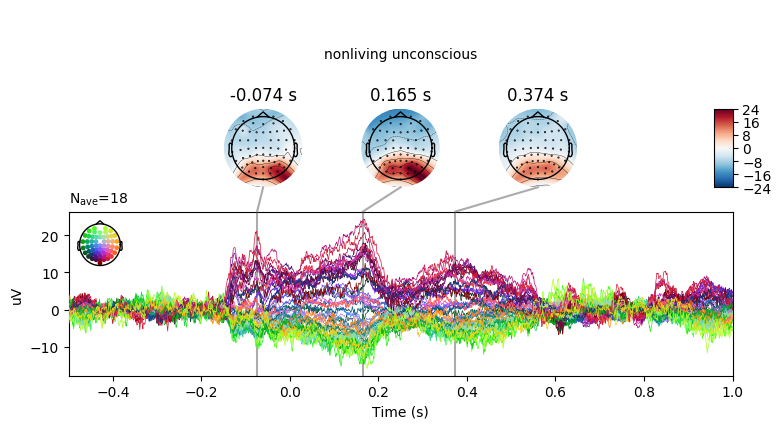 nonliving unconscious
-0.074 s 0.165 s 0.374 s
24
16
8
0
−8
−16
−24
Nave=18
20
10
0
−10
uV
−0.4 −0.2 0.0 0.2 0.4 0.6 0.8 1.0
Time (s)